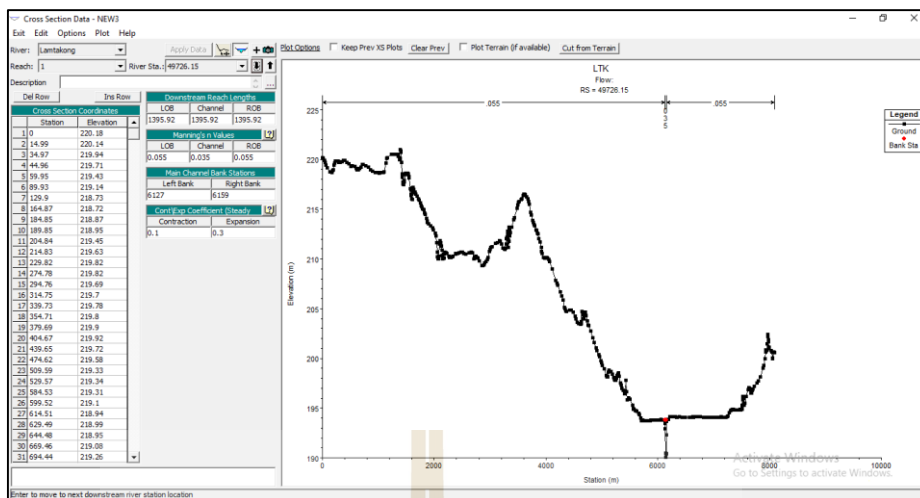 Cross Section Data - NEW3
Exit Edit Options Plot Help
River: Lamtakong Apply Data Plot Options Keep Prev XS Plots Clear Prev Plot Terrain (if available) Cut from Terrain
Reach: 1 River Sta.: 49726.15
Description ...
Del Row Ins Row
Cross Section Coordinates
Station Elevation
1 0 220.18
2 14.99 220.14
3 34.97 219.94
4 44.96 219.71
5 59.95 219.43
6 89.93 219.14
7 129.9 218.73
8 164.87 218.72
9 184.85 218.87
10 189.85 218.95
11 204.84 219.45
12 214.83 219.63
13 229.82 219.82
14 274.78 219.82
15 294.76 219.69
16 314.75 219.7
17 339.73 219.78
18 354.71 219.8
19 379.69 219.9
20 404.67 219.92
21 439.65 219.72
22 474.62 219.58
23 509.59 219.33
24 529.57 219.34
25 584.53 219.31
26 599.52 219.1
27 614.51 218.94
28 629.49 218.99
29 644.48 218.95
30 669.46 219.08
31 694.44 219.26
Downstream Reach Lengths
LOB Channel ROB
1395.92 1395.92 1395.92
Manning's n Values ?
LOB Channel ROB
0.055 0.035 0.055
Main Channel Bank Stations
Left Bank Right Bank
6127 6159
Cont\Exp Coefficient (Steady ?
Contraction Expansion
0.1 0.3
LTK
Flow:
RS = 49726.15
.055
.035
.055
Legend
Ground
Bank Sta
Elevation (m)
225
220
215
210
205
200
195
190
0 2000 4000 6000 8000 10000
Station (m)
Activate Windows
Go to Settings to activate Windows.
Enter to move to next downstream river station location